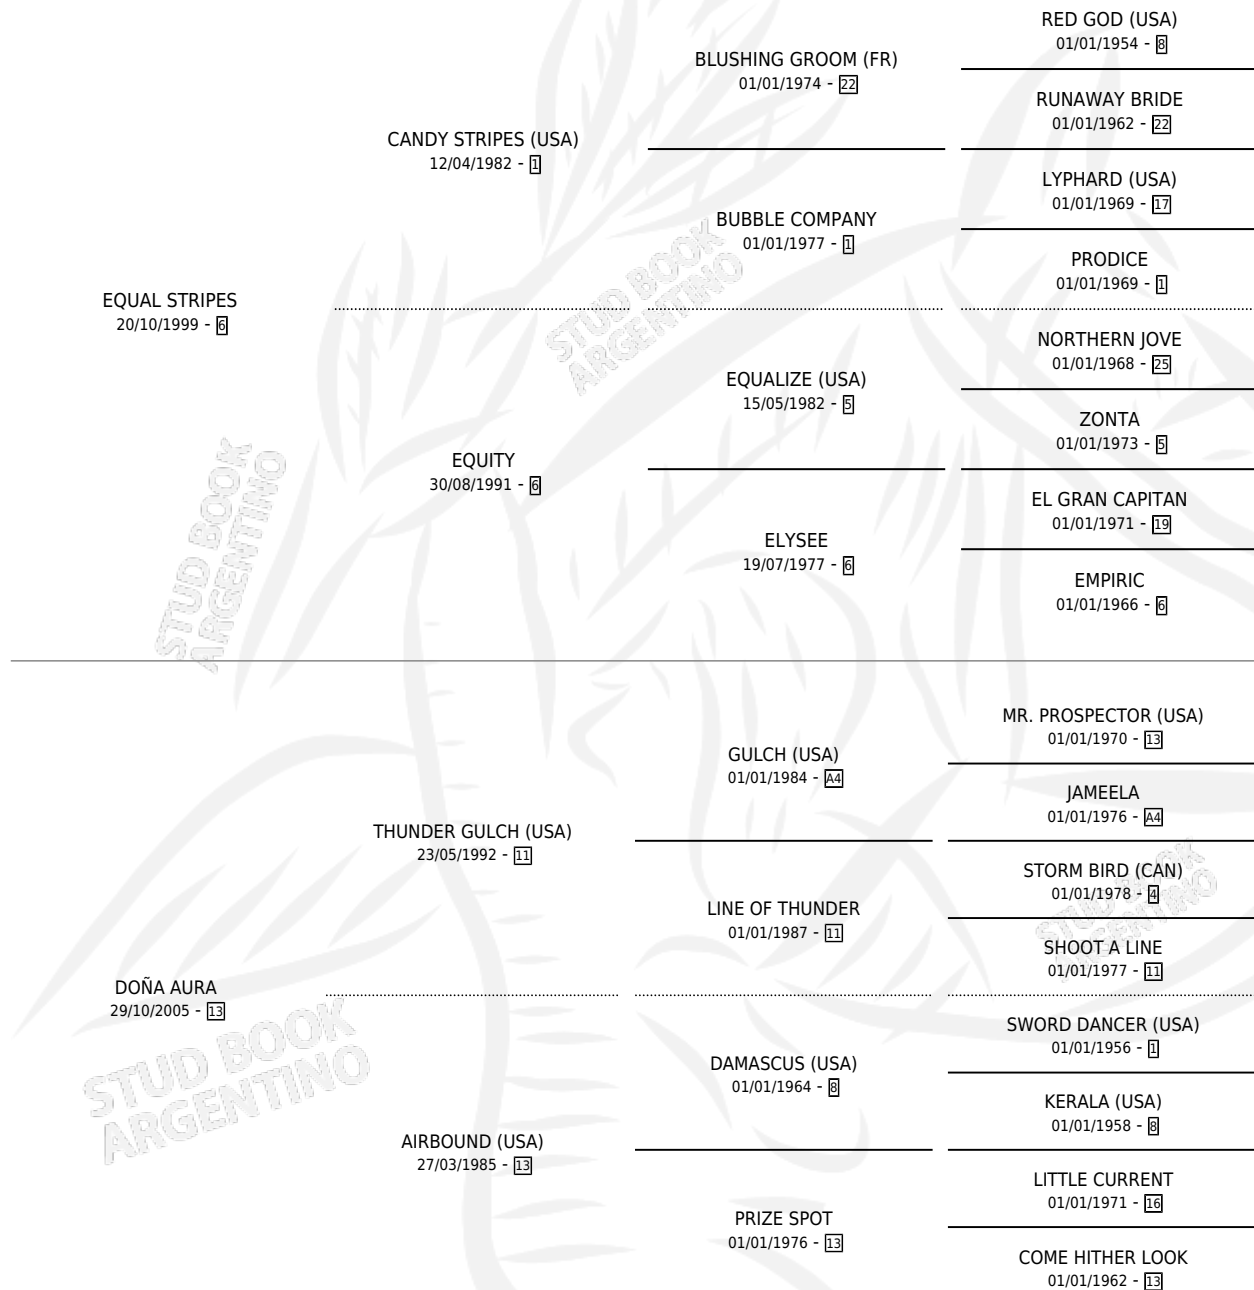 RED GOD (USA)
01/01/1954 - 8
BLUSHING GROOM (FR)
01/01/1974 - 22
RUNAWAY BRIDE
01/01/1962 - 22
CANDY STRIPES (USA)
12/04/1982 - 1
LYPHARD (USA)
01/01/1969 - 17
BUBBLE COMPANY
01/01/1977 - 1
PRODICE
01/01/1969 - 1
EQUAL STRIPES
20/10/1999 - 6
STUD BOOK
ARGENTINO
NORTHERN JOVE
01/01/1968 - 25
EQUALIZE (USA)
15/05/1982 - 5
ZONTA
01/01/1973 - 5
EQUITY
30/08/1991 - 6
EL GRAN CAPITAN
01/01/1971 - 19
ELYSEE
19/07/1977 - 6
EMPIRIC
01/01/1966 - 6
STUD BOOK
ARGENTINO
MR. PROSPECTOR (USA)
01/01/1970 - 13
GULCH (USA)
01/01/1984 - A4
JAMEELA
01/01/1976 - A4
THUNDER GULCH (USA)
23/05/1992 - 11
STORM BIRD (CAN)
01/01/1978 - 4
LINE OF THUNDER
01/01/1987 - 11
SHOOT A LINE
01/01/1977 - 11
STUD BOOK
ARGENTINO
DOÑA AURA
29/10/2005 - 13
STUD BOOK
ARGENTINO
SWORD DANCER (USA)
01/01/1956 - 1
DAMASCUS (USA)
01/01/1964 - 8
KERALA (USA)
01/01/1958 - 8
AIRBOUND (USA)
27/03/1985 - 13
LITTLE CURRENT
01/01/1971 - 16
PRIZE SPOT
01/01/1976 - 13
COME HITHER LOOK
01/01/1962 - 13